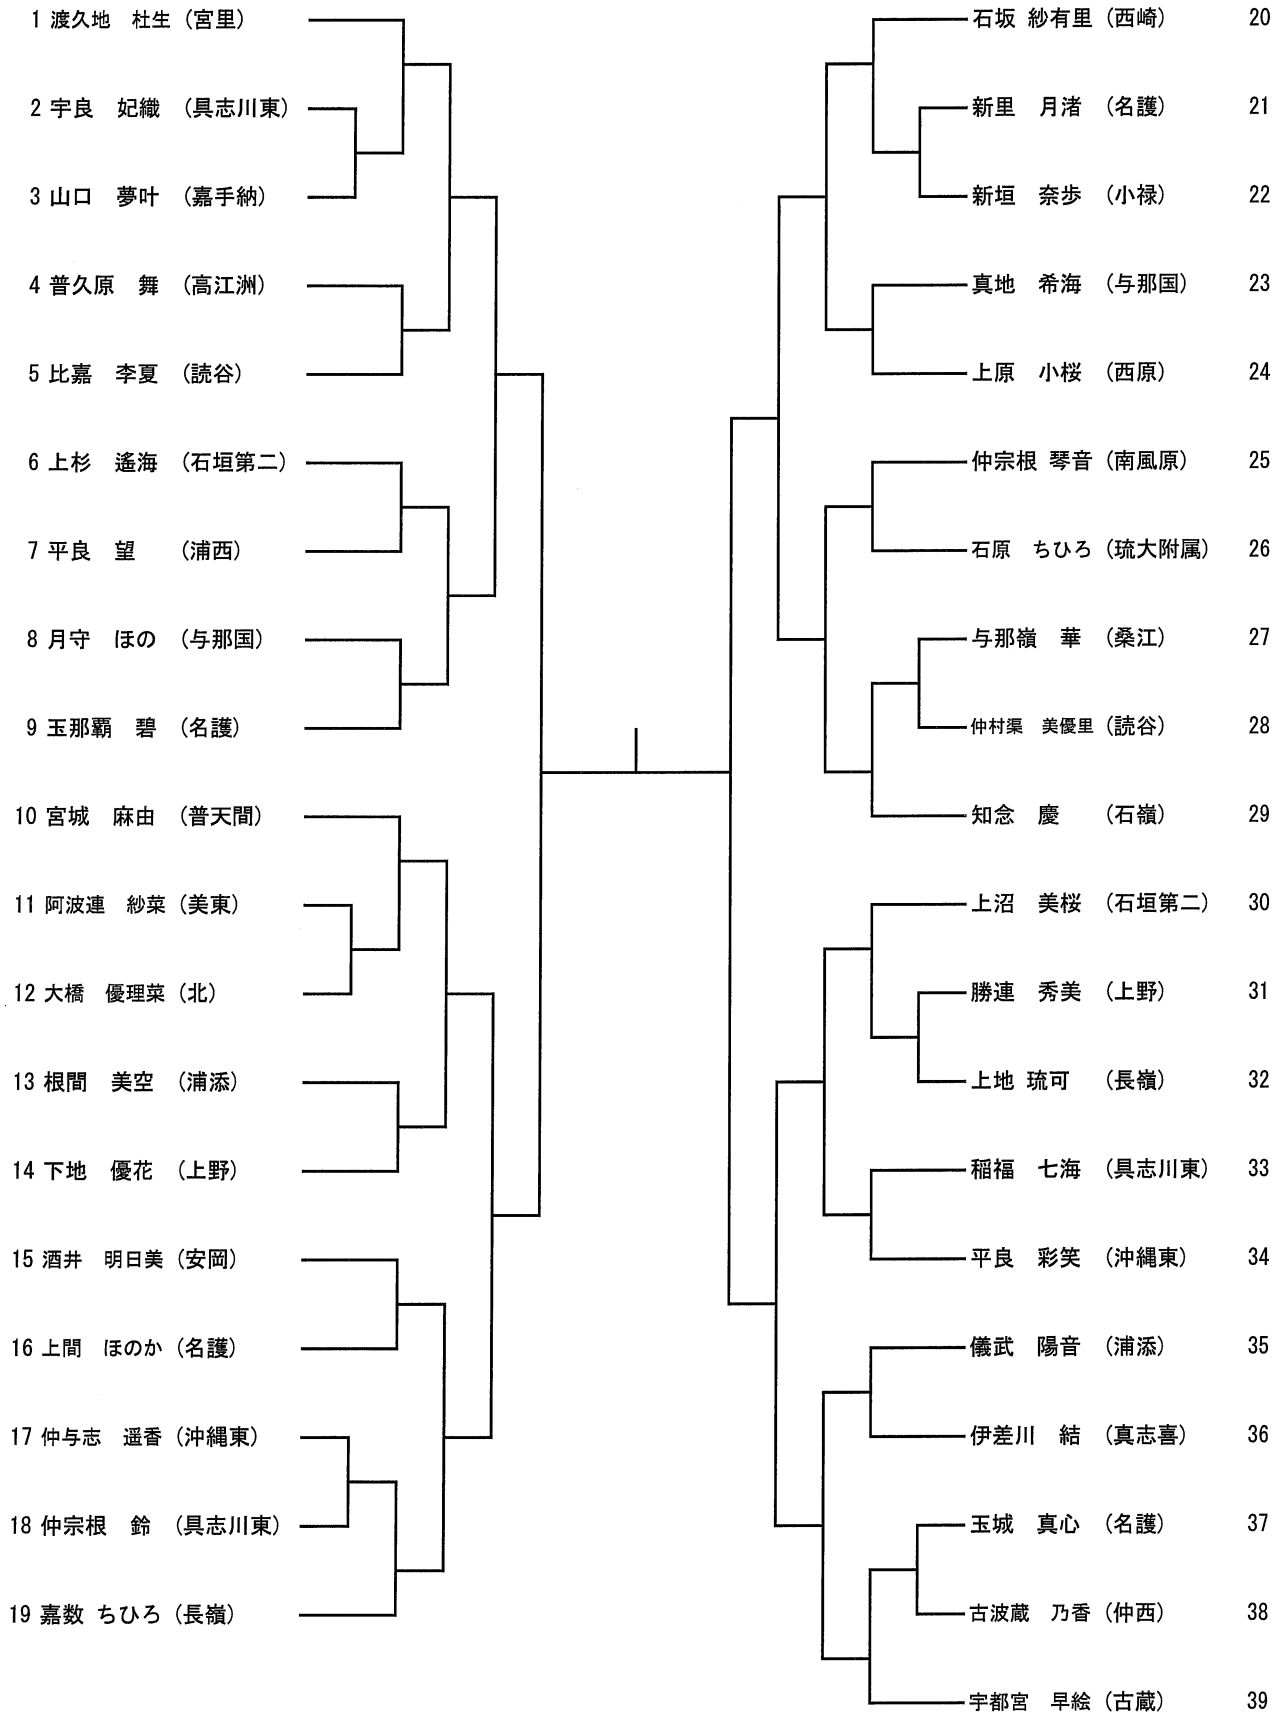 1 渡久地 杜生 (宮里)
2 宇良 妃織 (具志川東)
3 山口 夢叶 (嘉手納)
4 普久原 舞 (高江洲)
5 比嘉 李夏 (読谷)
6 上杉 遙海 (石垣第二)
7 平良 望 (浦西)
8 月守 ほの (与那国)
9 玉那覇 碧 (名護)
10 宮城 麻由 (普天間)
11 阿波連 紗菜 (美東)
12 大橋 優理菜 (北)
13 根間 美空 (浦添)
14 下地 優花 (上野)
15 酒井 明日美 (安岡)
16 上間 ほのか (名護)
17 仲与志 遥香 (沖縄東)
18 仲宗根 鈴 (具志川東)
19 嘉数 ちひろ (長嶺)
石坂 紗有里 (西崎) 20
新里 月渚 (名護) 21
新垣 奈歩 (小禄) 22
真地 希海 (与那国) 23
上原 小桜 (西原) 24
仲宗根 琴音 (南風原) 25
石原 ちひろ (琉大附属) 26
与那嶺 華 (桑江) 27
仲村渠 美優里 (読谷) 28
知念 慶 (石嶺) 29
上沼 美桜 (石垣第二) 30
勝連 秀美 (上野) 31
上地 琉可 (長嶺) 32
稲福 七海 (具志川東) 33
平良 彩笑 (沖縄東) 34
儀武 陽音 (浦添) 35
伊差川 結 (真志喜) 36
玉城 真心 (名護) 37
古波蔵 乃香 (仲西) 38
宇都宮 早絵 (古蔵) 39